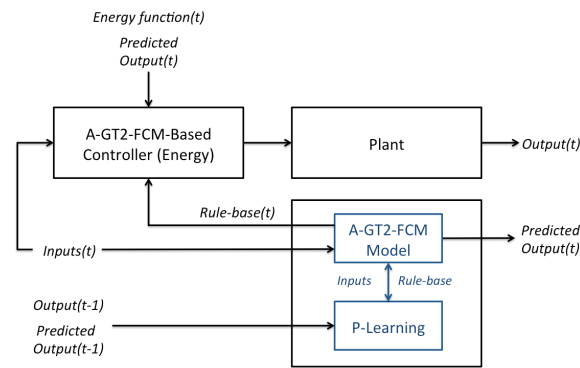 Energy function(t)
Predicted
Output(t)
A-GT2-FCM-Based
Controller (Energy)
Plant
Output(t)
Rule-base(t)
A-GT2-FCM
Model
Predicted
Output(t)
Inputs(t)
Inputs
Rule-base
Output(t-1)
Predicted
Output(t-1)
P-Learning